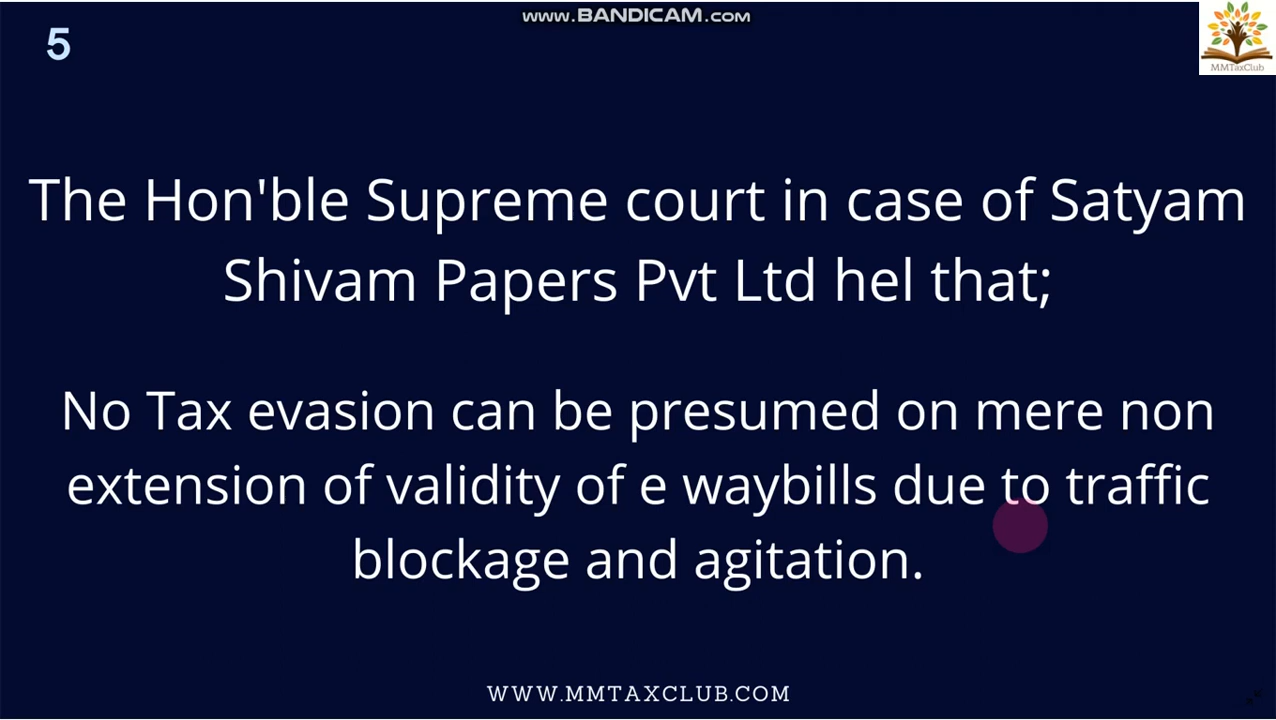 www.BANDICAM.com
5
MMTaxClub
The Hon'ble Supreme court in case of Satyam
Shivam Papers Pvt Ltd hel that;
No Tax evasion can be presumed on mere non
extension of validity of e waybills due to traffic
blockage and agitation.
WWW.MMTAXCLUB.COM